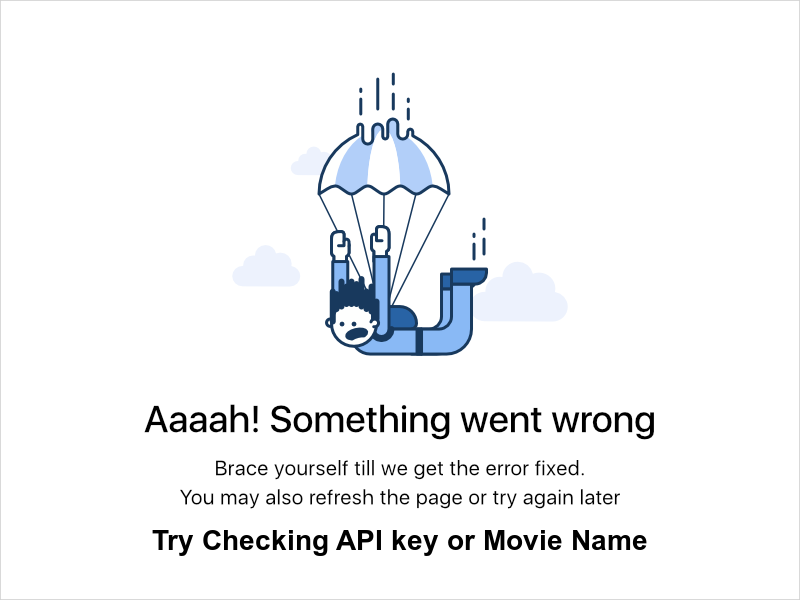 Aaaah! Something went wrong
Brace yourself till we get the error fixed.
You may also refresh the page or try again later
Try Checking API key or Movie Name